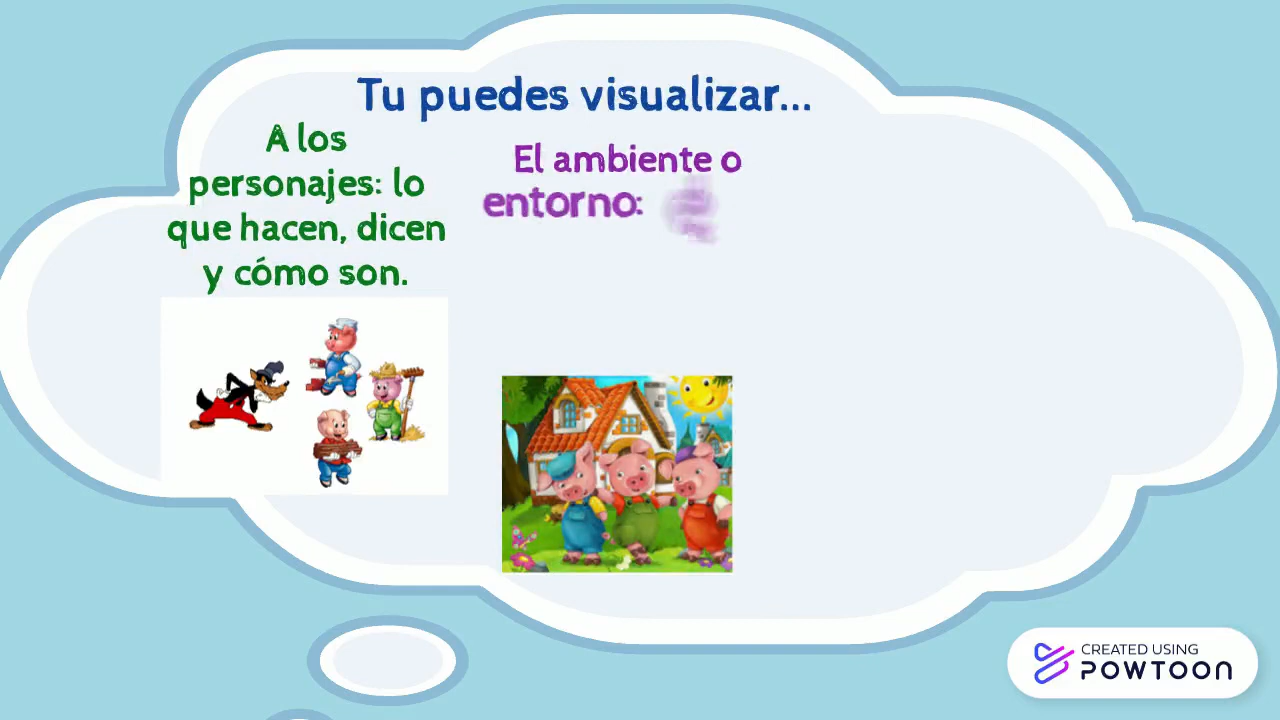 Tu puedes visualizar...
A los
personajes: lo
que hacen, dicen
y cómo son.
El ambiente o
entorno:
CREATED USING
POWTOON